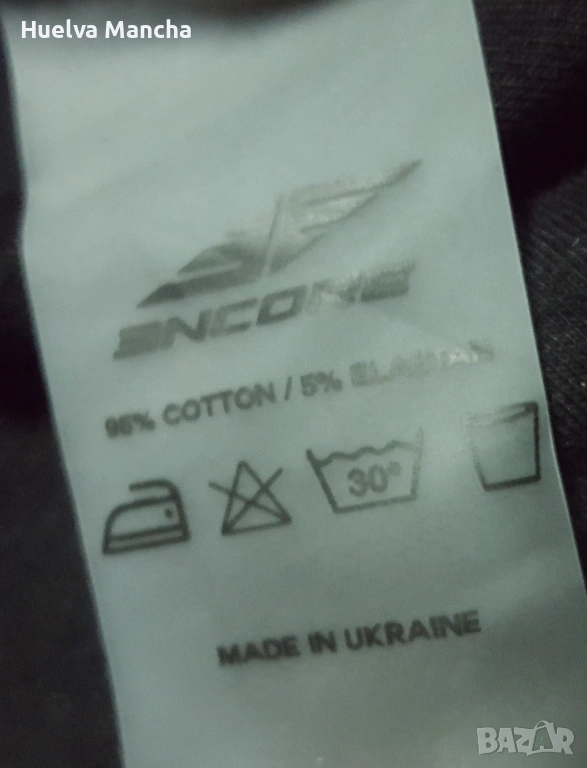 Huelva Mancha
ENCORE
95% COTTON / 5% ELASTAN
30°
MADE IN UKRAINE
BAZAR